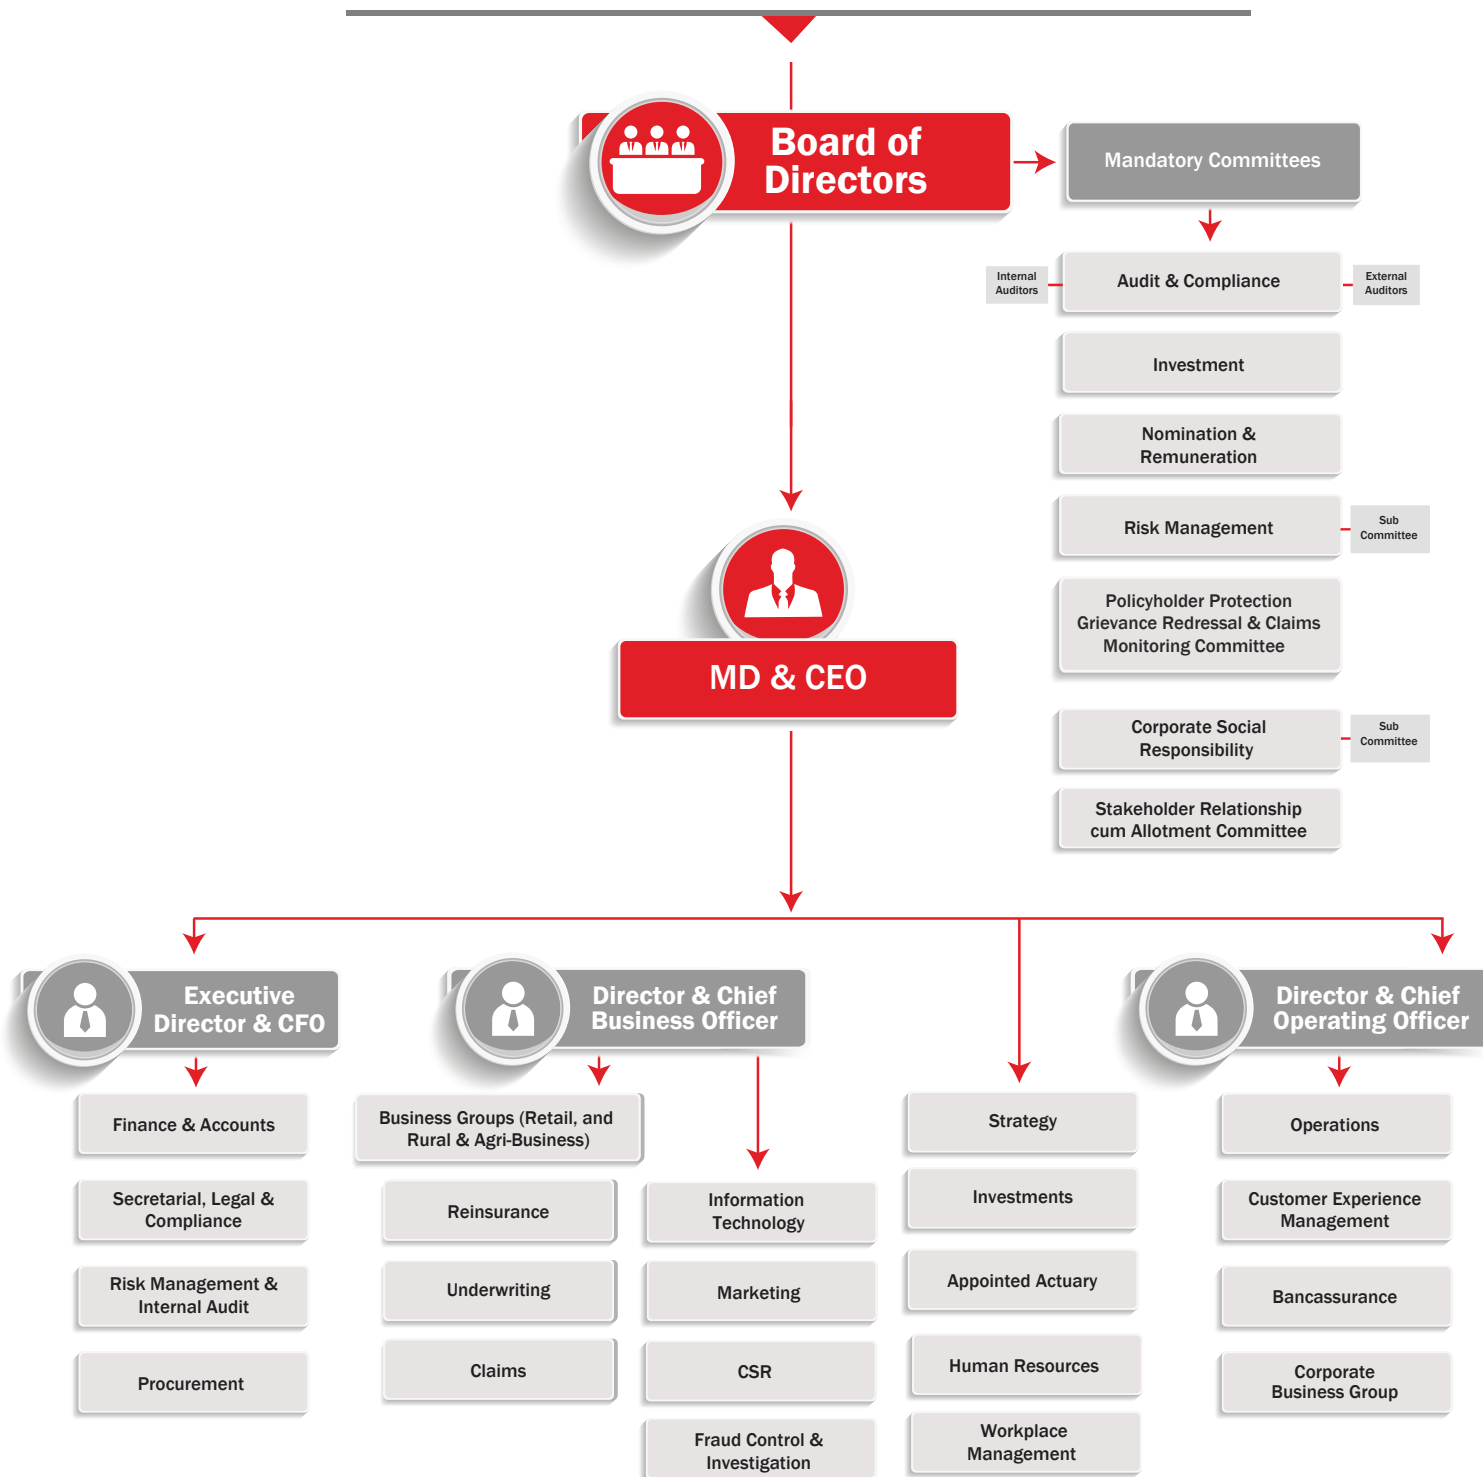 Board of
Directors
Mandatory Committees
Internal
Auditors
Audit & Compliance
External
Auditors
Investment
Nomination &
Remuneration
Risk Management
Sub
Committee
Policyholder Protection
Grievance Redressal & Claims
Monitoring Committee
MD & CEO
Corporate Social
Responsibility
Sub
Committee
Stakeholder Relationship
cum Allotment Committee
Executive
Director & CFO
Finance & Accounts
Secretarial, Legal &
Compliance
Risk Management &
Internal Audit
Procurement
Director & Chief
Business Officer
Business Groups (Retail, and
Rural & Agri-Business)
Reinsurance
Underwriting
Claims
Information
Technology
Marketing
CSR
Fraud Control &
Investigation
Strategy
Investments
Appointed Actuary
Human Resources
Workplace
Management
Director & Chief
Operating Officer
Operations
Customer Experience
Management
Bancassurance
Corporate
Business Group